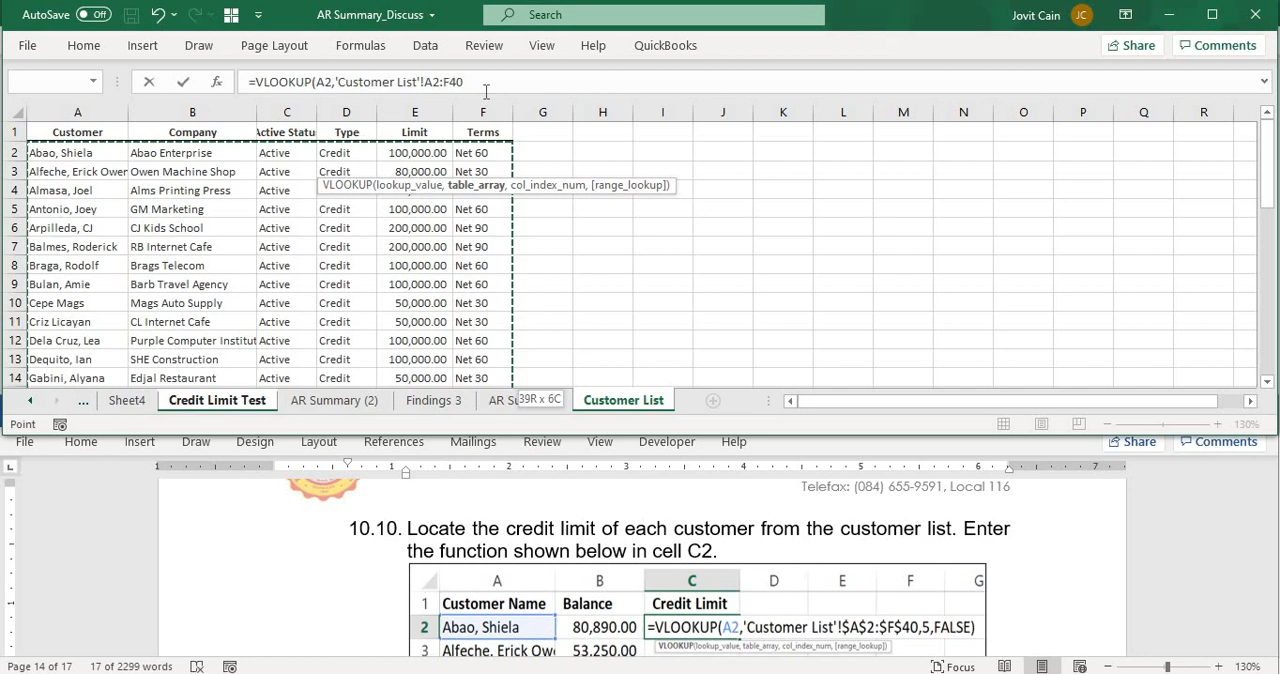 AutoSave Off AR Summary_Discuss Search Jovit Cain JC
File Home Insert Draw Page Layout Formulas Data Review View Help QuickBooks Share Comments
fx =VLOOKUP(A2,'Customer List'!A2:F40
A B C D E F G H I J K L M N O P Q R
1 Customer Company Active Statu Type Limit Terms
2 Abao, Shiela Abao Enterprise Active Credit 100,000.00 Net 60
3 Alfeche, Erick Ower Owen Machine Shop Active Credit 80,000.00 Net 30
4 Almasa, Joel Alms Printing Press Active VLOOKUP(lookup_value, table_array, col_index_num, [range_lookup])
5 Antonio, Joey GM Marketing Active Credit 100,000.00 Net 60
6 Arpilleda, CJ CJ Kids School Active Credit 200,000.00 Net 90
7 Balmes, Roderick RB Internet Cafe Active Credit 200,000.00 Net 90
8 Braga, Rodolf Brags Telecom Active Credit 100,000.00 Net 60
9 Bulan, Amie Barb Travel Agency Active Credit 100,000.00 Net 60
10 Cepe Mags Mags Auto Supply Active Credit 50,000.00 Net 30
11 Criz Licayan CL Internet Cafe Active Credit 50,000.00 Net 30
12 Dela Cruz, Lea Purple Computer Institut Active Credit 100,000.00 Net 60
13 Dequito, Ian SHE Construction Active Credit 100,000.00 Net 60
14 Gabini, Alyana Edjal Restaurant Active Credit 50,000.00 Net 30
... Sheet4 Credit Limit Test AR Summary (2) Findings 3 AR Su 39R x 6C Customer List
Point 130%
File Home Insert Draw Design Layout References Mailings Review View Developer Help Share Comments
1 1 2 3 4 5 6 7
Telefax: (084) 655-9591, Local 116
10.10. Locate the credit limit of each customer from the customer list. Enter
the function shown below in cell C2.
A B C D E F G
1 Customer Name Balance Credit Limit
2 Abao, Shiela 80,890.00 =VLOOKUP(A2,'Customer List'!$A$2:$F$40,5,FALSE)
3 Alfeche, Erick Owe 53,250.00 VLOOKUP(lookup_value, table_array, col_index_num, [range_lookup])
Page 14 of 17 17 of 2299 words Focus 130%